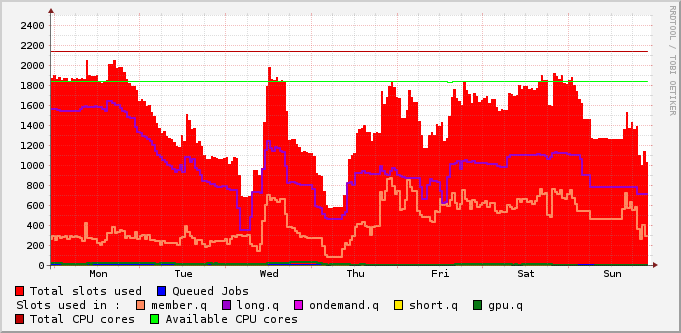 RRDTOOL / TOBI OETIKER
2400
2200
2000
1800
1600
1400
1200
1000
800
600
400
200
0
Mon Tue Wed Thu Fri Sat Sun
Total slots used Queued Jobs
Slots used in : member.q long.q ondemand.q short.q gpu.q
Total CPU cores Available CPU cores